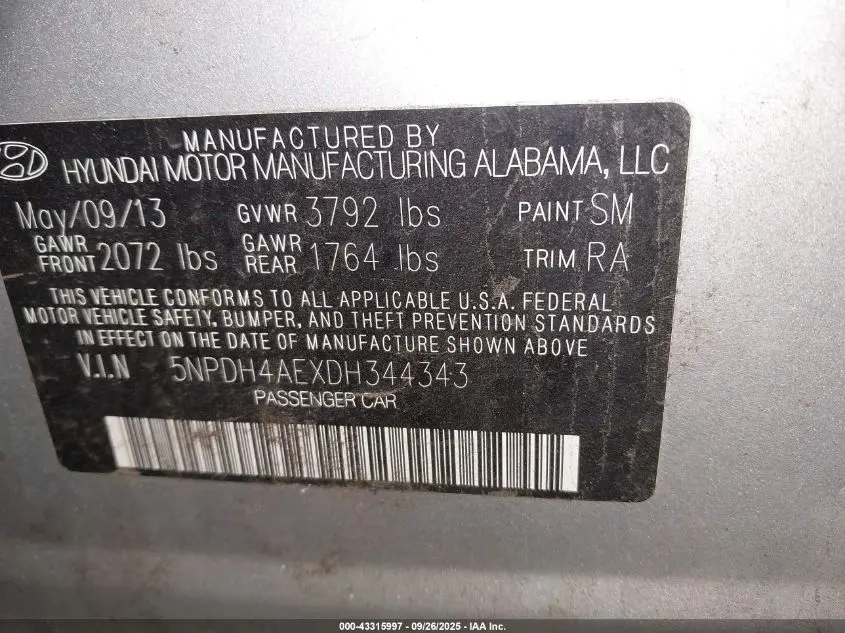 MANUFACTURED BY
HYUNDAI MOTOR MANUFACTURING ALABAMA, LLC
May/09/13 GVWR 3792 lbs PAINT SM
GAWR FRONT 2072 lbs GAWR REAR 1764 lbs TRIM RA
THIS VEHICLE CONFORMS TO ALL APPLICABLE U.S.A. FEDERAL
MOTOR VEHICLE SAFETY, BUMPER, AND THEFT PREVENTION STANDARDS
IN EFFECT ON THE DATE OF MANUFACTURE SHOWN ABOVE
V.I.N 5NPDH4AEXDH344343
PASSENGER CAR
000-43315997 - 09/26/2025 - IAA Inc.